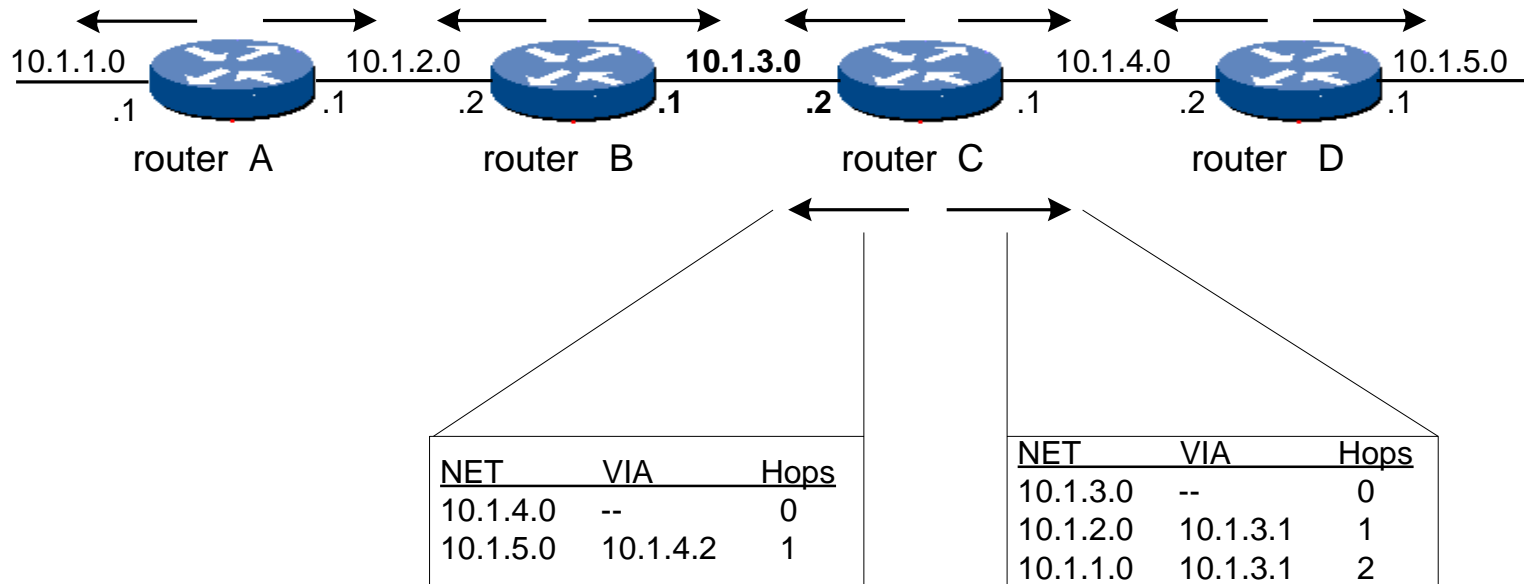 10.1.1.0 10.1.2.0 10.1.3.0 10.1.4.0 10.1.5.0
.1 .1 .2 .1 .2 .1 .2 .1
router A router B router C router D
NET VIA Hops
10.1.4.0 -- 0
10.1.5.0 10.1.4.2 1
NET VIA Hops
10.1.3.0 -- 0
10.1.2.0 10.1.3.1 1
10.1.1.0 10.1.3.1 2